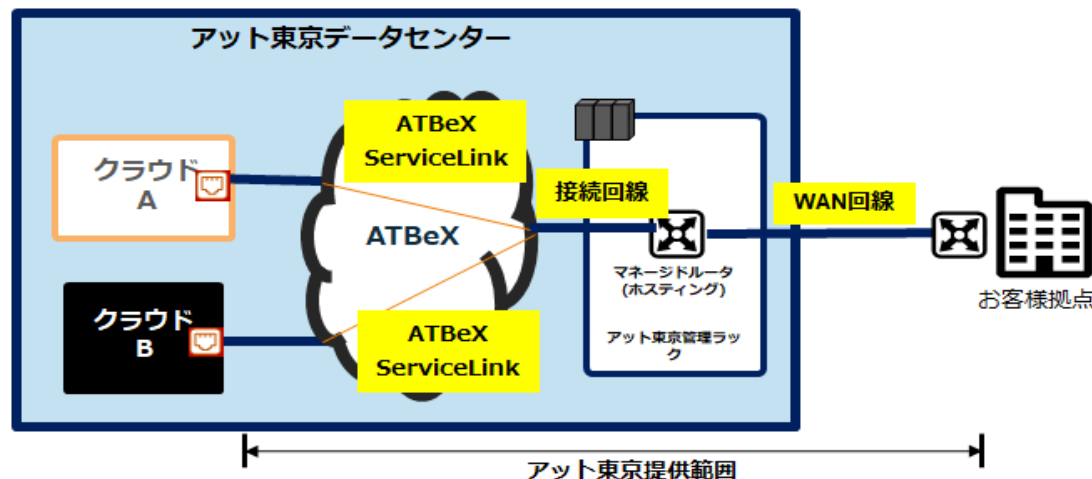 アット東京データセンター
ATBeX
ServiceLink
クラウド
A
接続回線
WAN回線
ATBeX
マネージドルータ
(ホスティング)
お客様拠点
クラウド
B
ATBeX
ServiceLink
アット東京管理ラッ
ク
アット東京提供範囲